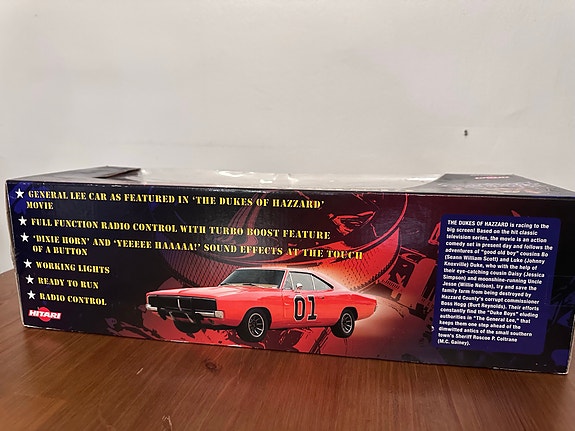 GENERAL LEE CAR AS FEATURED IN 'THE DUKES OF HAZZARD'
MOVIE
FULL FUNCTION RADIO CONTROL WITH TURBO BOOST FEATURE
'DIXIE HORN' AND 'YEEEEE HAAAAA!' SOUND EFFECTS AT THE TOUCH
OF A BUTTON
WORKING LIGHTS
READY TO RUN
RADIO CONTROL
HITARI
01
THE DUKES OF HAZZARD is racing to the
big screen! Based on the hit classic
television series, the movie is an action
comedy set in present day and follows the
adventures of "good old boy" cousins Bo
(Seann William Scott) and Luke (Johnny
Knoxville) Duke, who with the help of
their eye-catching cousin Daisy (Jessica
Simpson) and moonshine-running Uncle
Jesse (Willie Nelson), try and save the
family farm from being destroyed by
Hazzard County's corrupt commissioner
Boss Hogg (Burt Reynolds). Their efforts
constantly find the "Duke Boys" eluding
authorities in "The General Lee," that
keeps them one step ahead of the
dimwitted antics of the small southern
town's Sheriff Roscoe P. Coltrane
(M.C. Gainey).